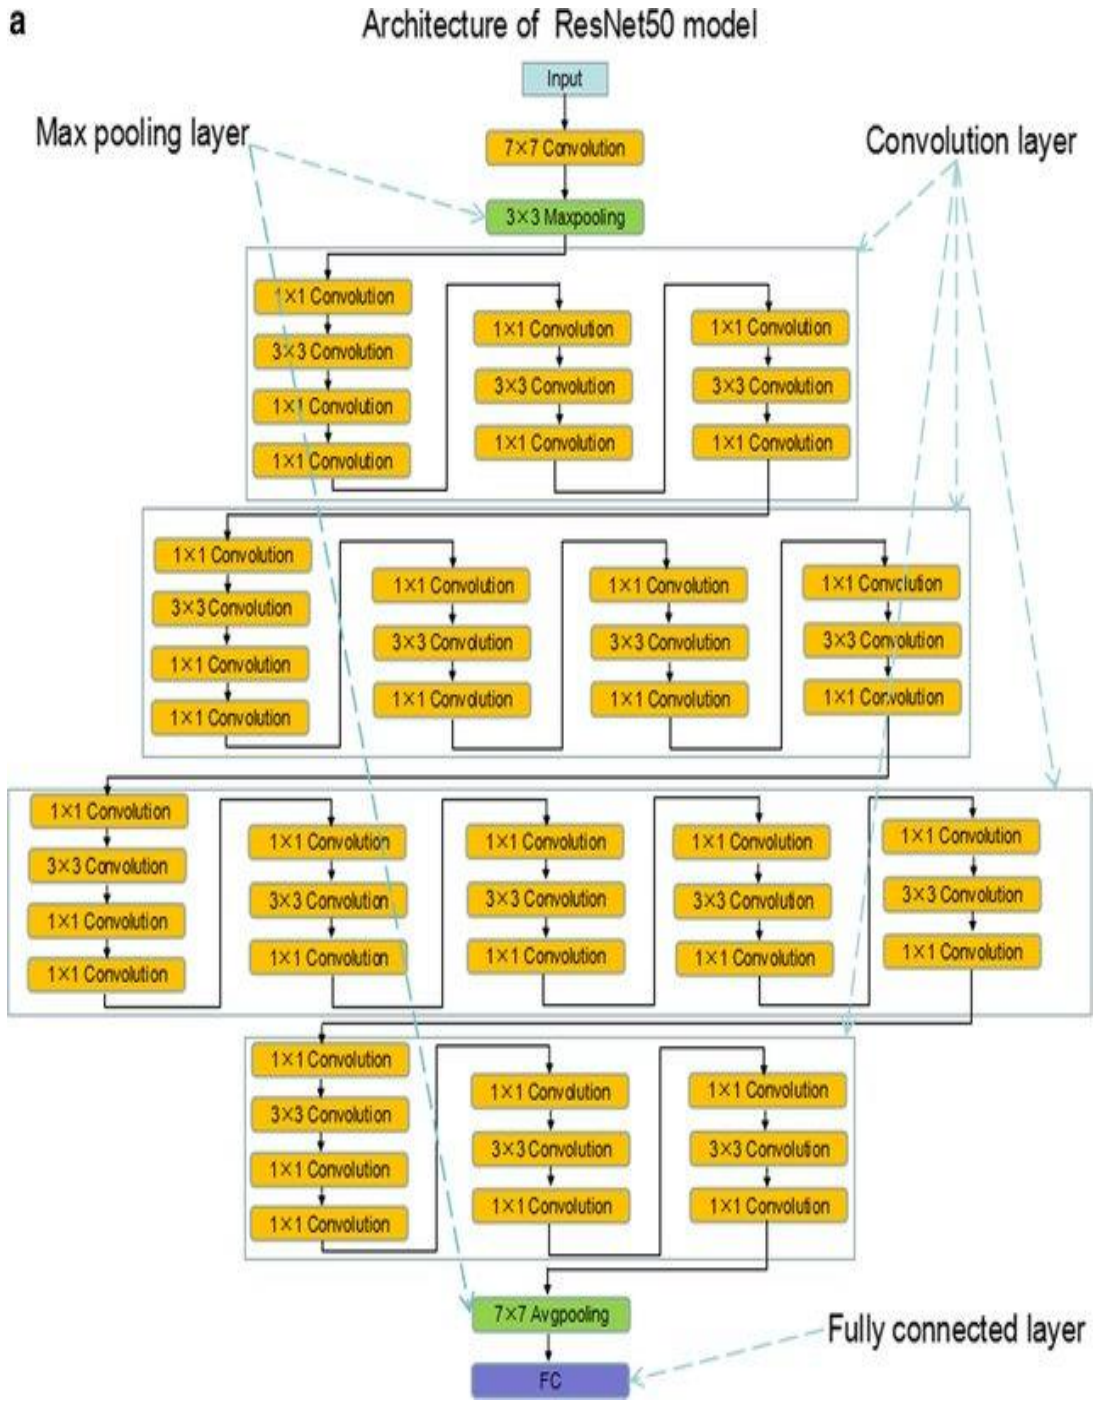 a
Architecture of ResNet50 model
Input
Max pooling layer
7×7 Convolution
Convolution layer
3×3 Maxpooling
1×1 Convolution
3×3 Convolution
1×1 Convolution
1×1 Convolution
1×1 Convolution
3×3 Convolution
1×1 Convolution
1×1 Convolution
3×3 Convolution
1×1 Convolution
1×1 Convolution
3×3 Convolution
1×1 Convolution
1×1 Convolution
1×1 Convolution
3×3 Convolution
1×1 Convolution
1×1 Convolution
3×3 Convolution
1×1 Convolution
1×1 Convolution
3×3 Convolution
1×1 Convolution
1×1 Convolution
3×3 Convolution
1×1 Convolution
1×1 Convolution
1×1 Convolution
3×3 Convolution
1×1 Convolution
1×1 Convolution
3×3 Convolution
1×1 Convolution
1×1 Convolution
3×3 Convolution
1×1 Convolution
1×1 Convolution
3×3 Convolution
1×1 Convolution
1×1 Convolution
3×3 Convolution
1×1 Convolution
1×1 Convolution
1×1 Convolution
3×3 Convolution
1×1 Convolution
1×1 Convolution
3×3 Convolution
1×1 Convolution
7×7 Avgpooling
Fully connected layer
FC